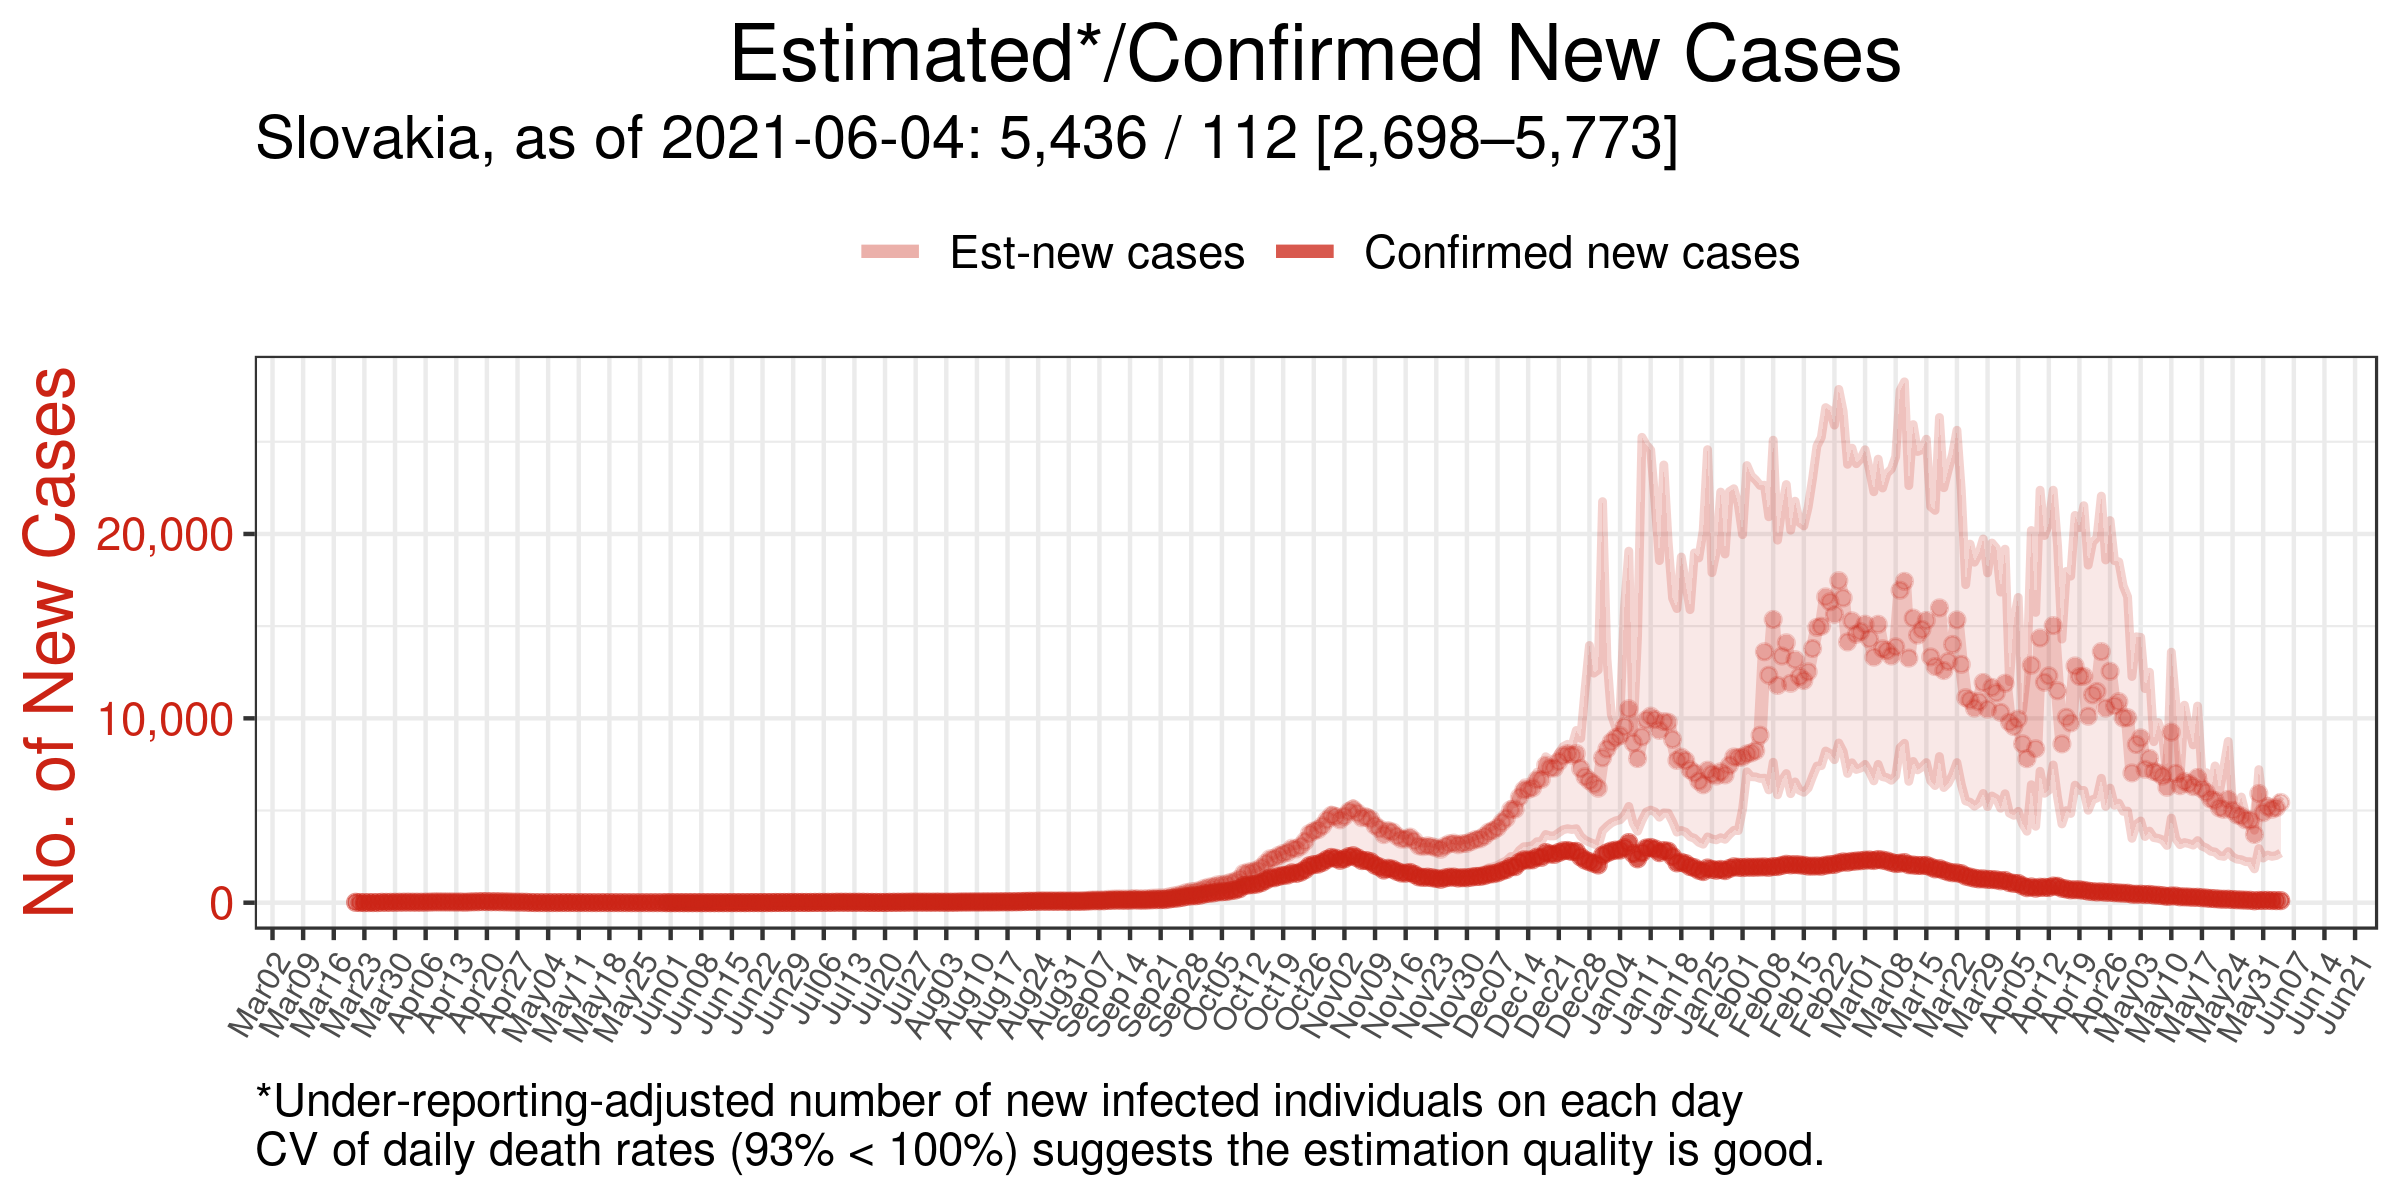 Estimated*/Confirmed New Cases
Slovakia, as of 2021-06-04: 5,436 / 112 [2,698–5,773]
Est-new cases
Confirmed new cases
No. of New Cases
20,000
10,000
0
Mar02
Mar09
Mar16
Mar23
Mar30
Apr06
Apr13
Apr20
Apr27
May04
May11
May18
May25
Jun01
Jun08
Jun15
Jun22
Jun29
Jul06
Jul13
Jul20
Jul27
Aug03
Aug10
Aug17
Aug24
Aug31
Sep07
Sep14
Sep21
Sep28
Oct05
Oct12
Oct19
Oct26
Nov02
Nov09
Nov16
Nov23
Nov30
Dec07
Dec14
Dec21
Dec28
Jan04
Jan11
Jan18
Jan25
Feb01
Feb08
Feb15
Feb22
Mar01
Mar08
Mar15
Mar22
Mar29
Apr05
Apr12
Apr19
Apr26
May03
May10
May17
May24
May31
Jun07
Jun14
Jun21
*Under-reporting-adjusted number of new infected individuals on each day
CV of daily death rates (93% < 100%) suggests the estimation quality is good.